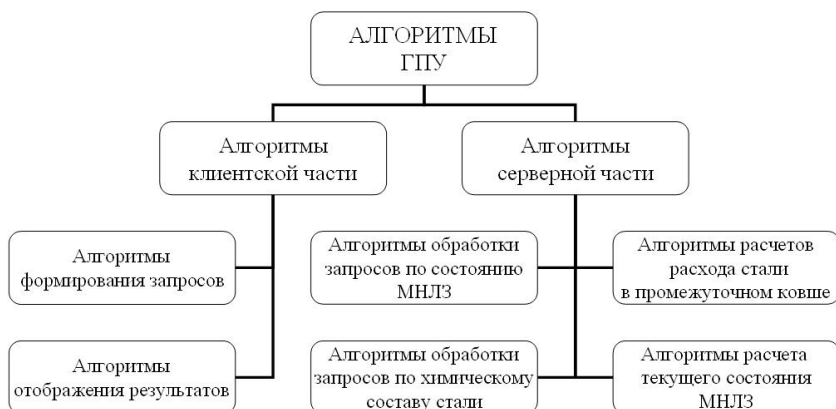 АЛГОРИТМЫ
ГПУ
Алгоритмы
клиентской части
Алгоритмы
серверной части
Алгоритмы
формирования запросов
Алгоритмы обработки
запросов по состоянию
МНЛЗ
Алгоритмы расчетов
расхода стали
в промежуточном ковше
Алгоритмы
отображения результатов
Алгоритмы обработки
запросов по химическому
составу стали
Алгоритмы расчета
текущего состояния
МНЛЗ